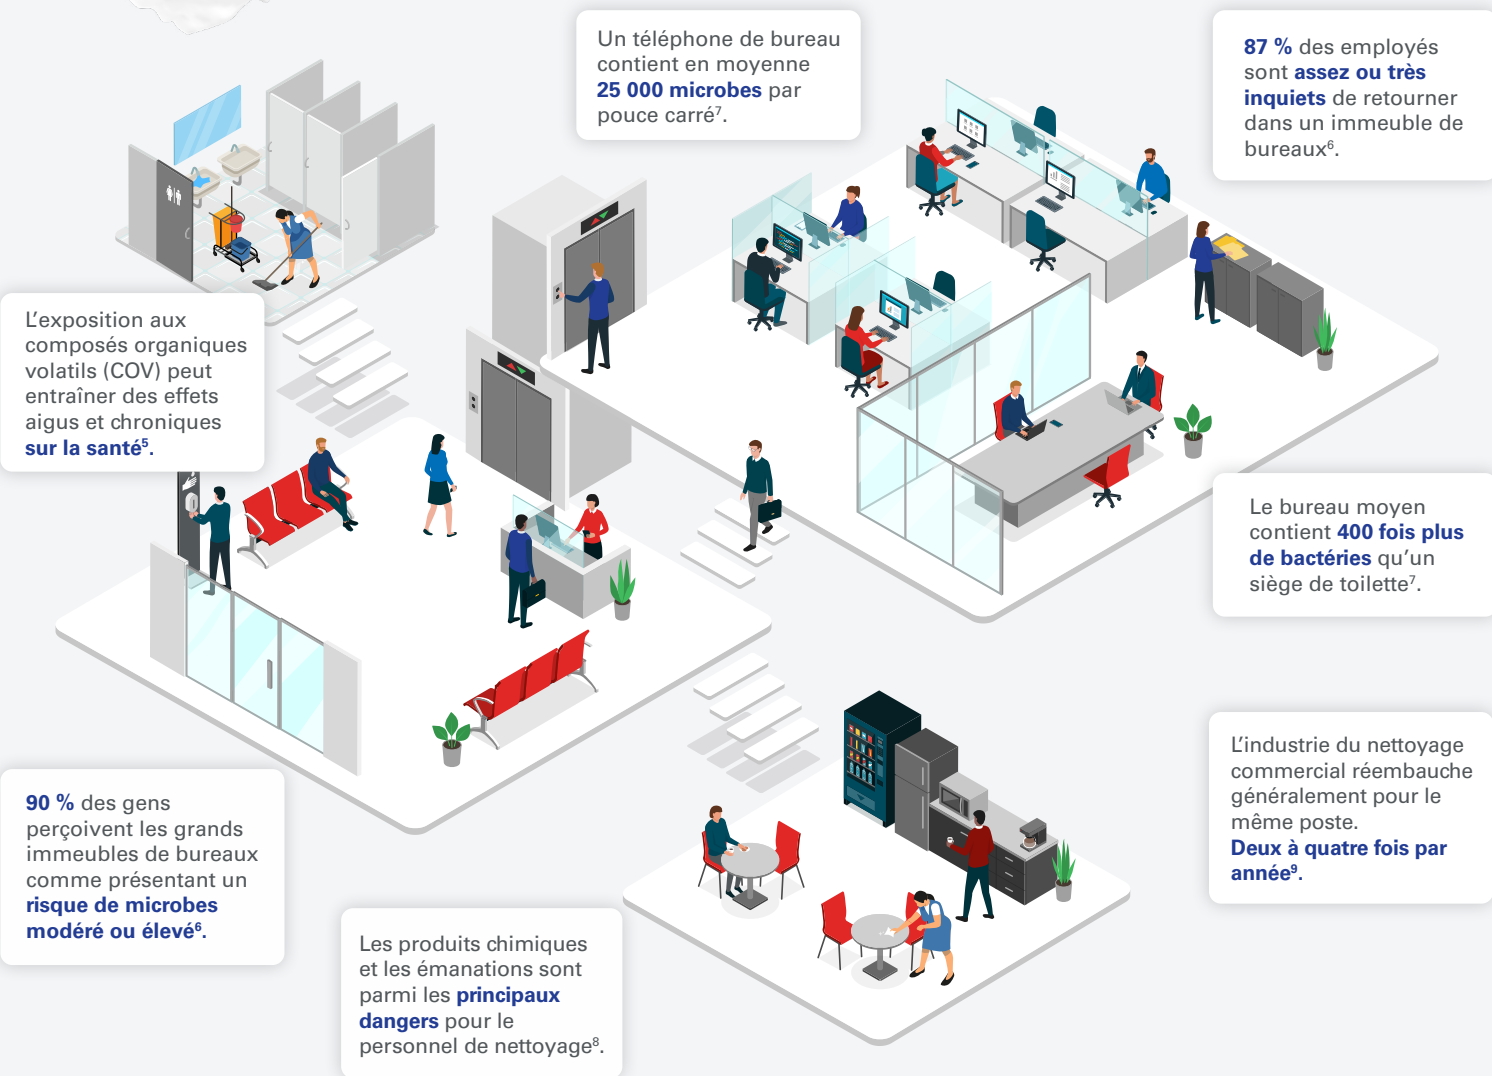 Un téléphone de bureau
contient en moyenne
25 000 microbes par
pouce carré⁷.
87 % des employés
sont assez ou très
inquiets de retourner
dans un immeuble de
bureaux⁶.
L’exposition aux
composés organiques
volatils (COV) peut
entraîner des effets
aigus et chroniques
sur la santé⁵.
Le bureau moyen
contient 400 fois plus
de bactéries qu’un
siège de toilette⁷.
L’industrie du nettoyage
commercial réembauche
généralement pour le
même poste.
Deux à quatre fois par
année⁹.
90 % des gens
perçoivent les grands
immeubles de bureaux
comme présentant un
risque de microbes
modéré ou élevé⁶.
Les produits chimiques
et les émanations sont
parmi les principaux
dangers pour le
personnel de nettoyage⁸.